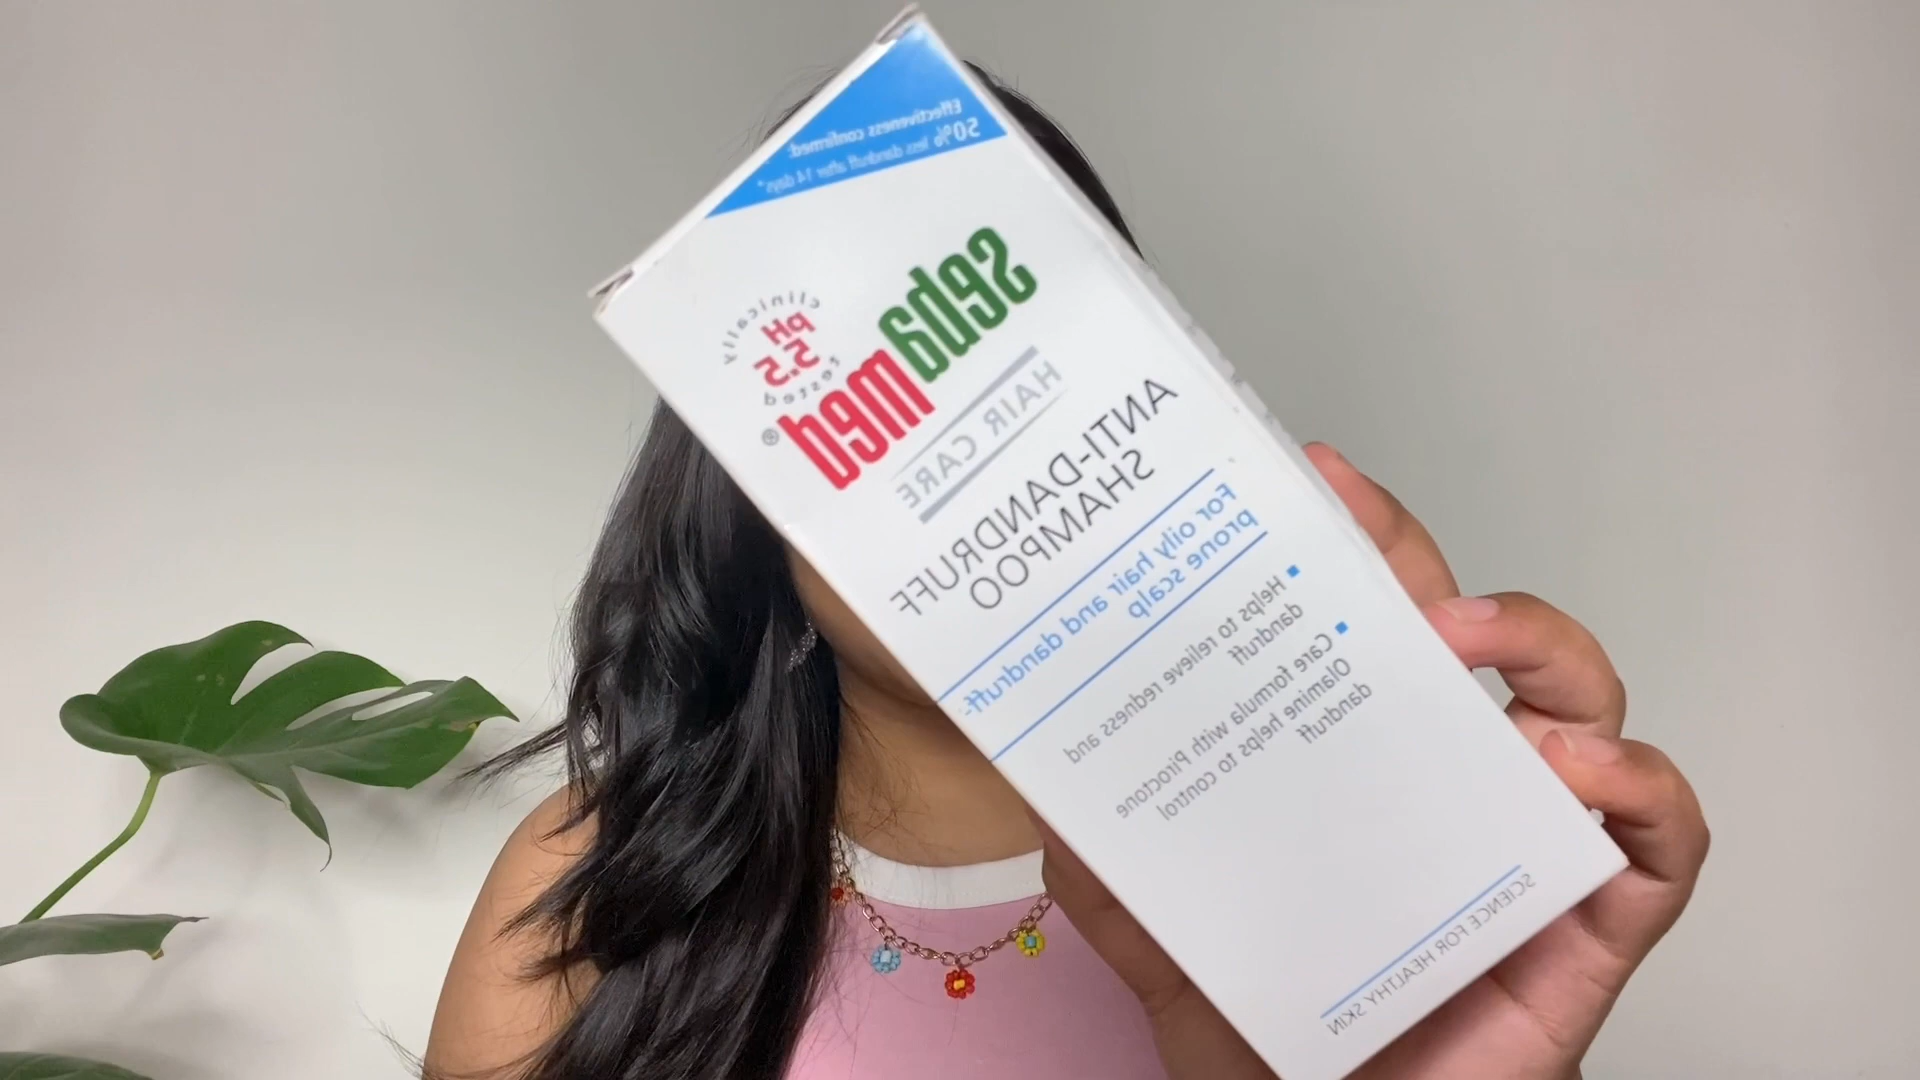 Effectiveness confirmed:
50% less dandruff after 14 days*
clinically
pH
5.5
tested
sebamed®
HAIR CARE
ANTI-DANDRUFF
SHAMPOO
For oily hair and dandruff-
prone scalp
▪ Helps to relieve redness and
dandruff
▪ Care formula with Piroctone
Olamine helps to control
dandruff
SCIENCE FOR HEALTHY SKIN